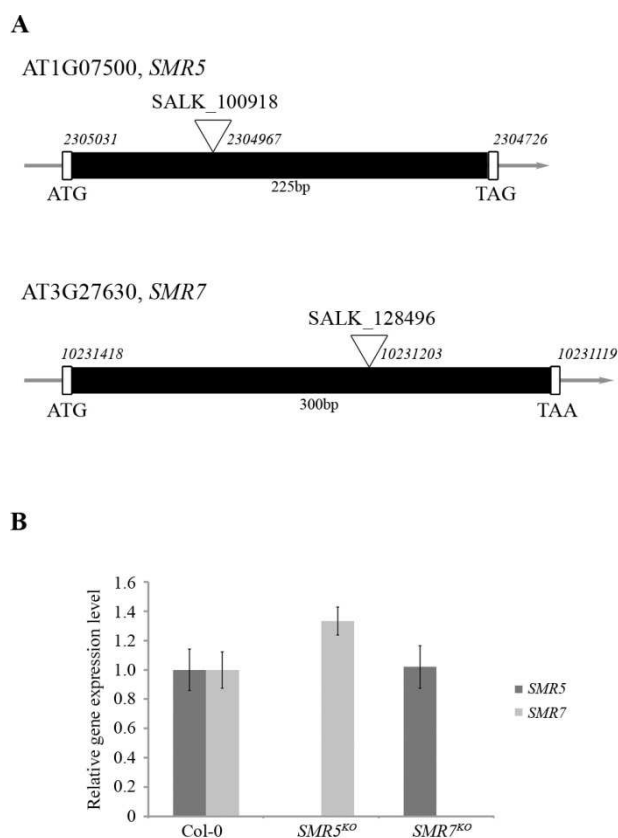 A
AT1G07500, SMR5
SALK_100918
2305031 2304967 2304726
225bp
ATG TAG
AT3G27630, SMR7
SALK_128496
10231418 10231203 10231119
300bp
ATG TAA
B
Relative gene expression level
1.6
1.4
1.2
1.0
0.8
0.6
0.4
0.2
0
Col-0 SMR5KO SMR7KO
SMR5
SMR7